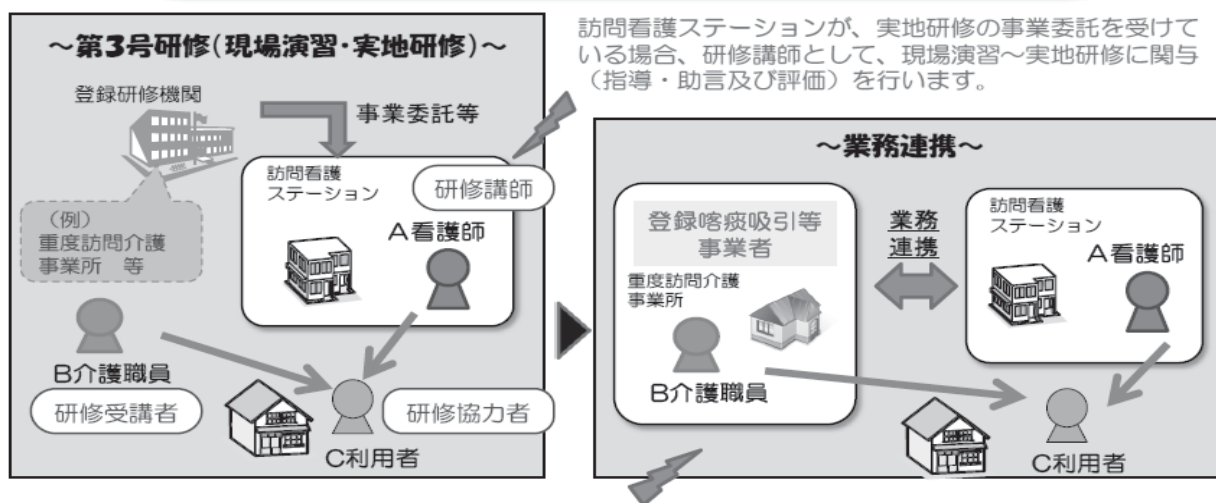 ～第3号研修(現場演習・実地研修)～
登録研修機関
事業委託等
訪問看護
ステーション
研修講師
A看護師
（例）
重度訪問介護
事業所 等
B介護職員
研修受講者
研修協力者
C利用者
訪問看護ステーションが、実地研修の事業委託を受けて
いる場合、研修講師として、現場演習～実地研修に関与
（指導・助言及び評価）を行います。
～業務連携～
登録喀痰吸引等
事業者
重度訪問介護
事業所
B介護職員
業務
連携
訪問看護
ステーション
A看護師
C利用者